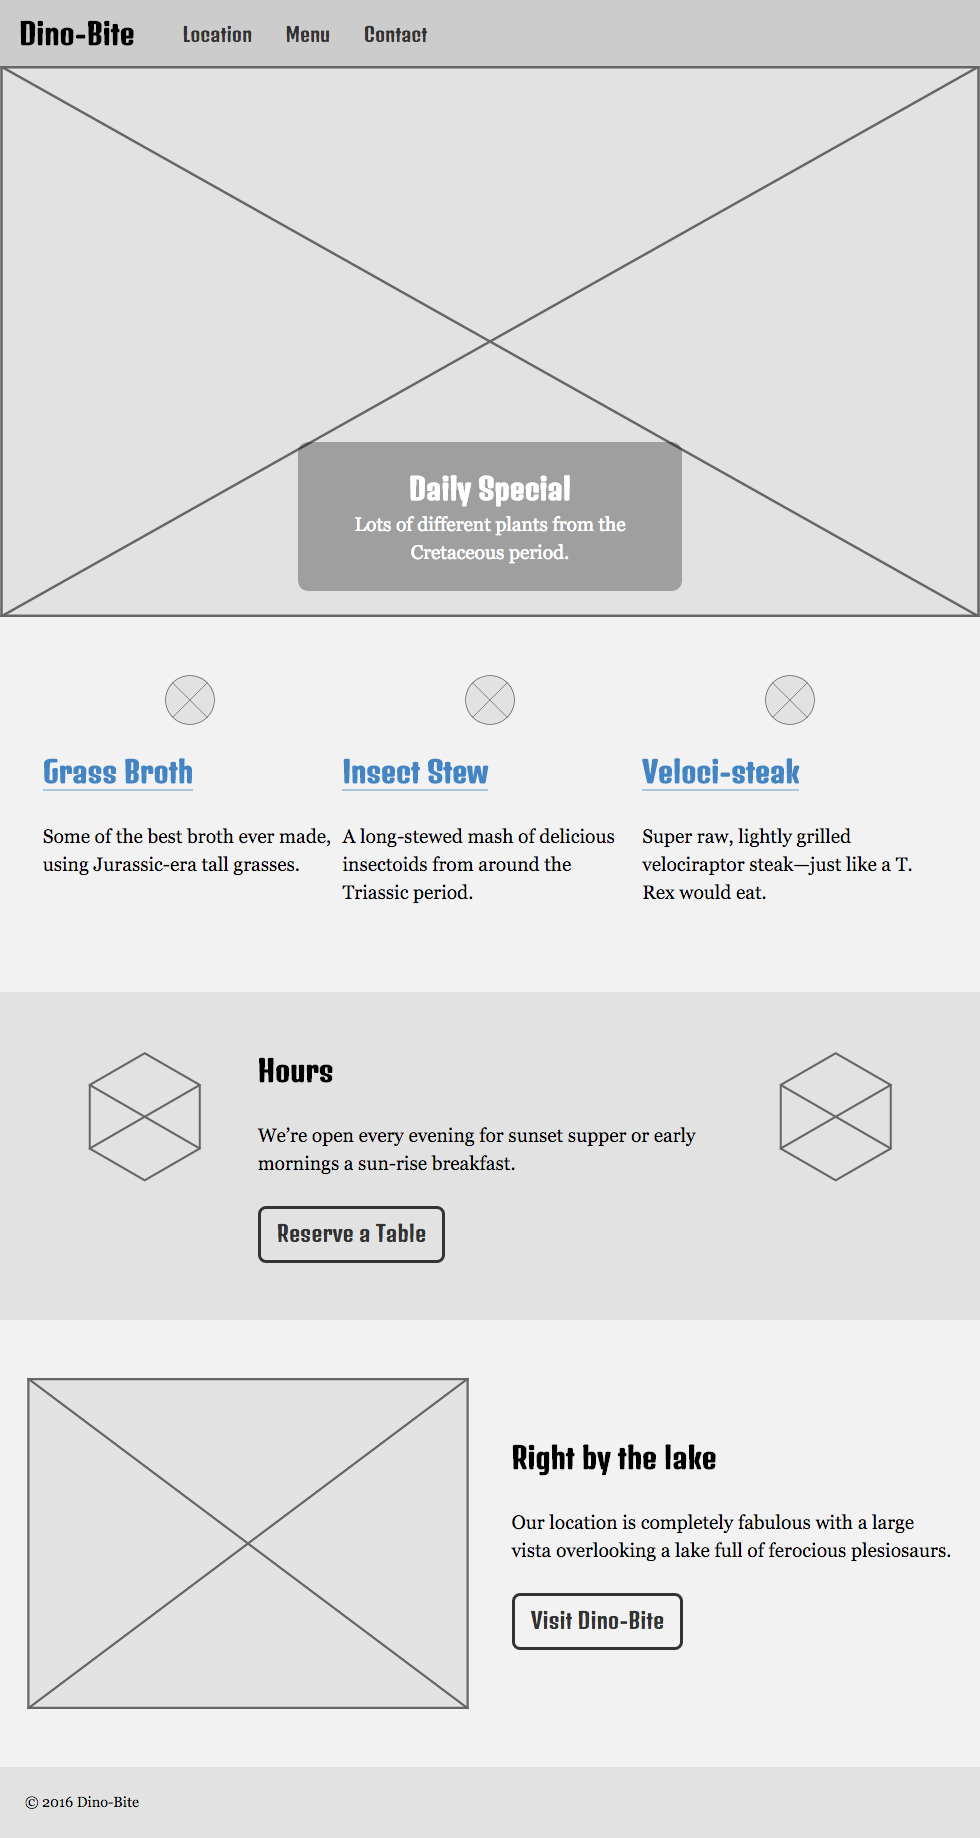 Dino-Bite Location Menu Contact
Daily Special
Lots of different plants from the
Cretaceous period.
Grass Broth
Some of the best broth ever made,
using Jurassic-era tall grasses.
Insect Stew
A long-stewed mash of delicious
insectoids from around the
Triassic period.
Veloci-steak
Super raw, lightly grilled
velociraptor steak—just like a T.
Rex would eat.
Hours
We’re open every evening for sunset supper or early
mornings a sun-rise breakfast.
Reserve a Table
Right by the lake
Our location is completely fabulous with a large
vista overlooking a lake full of ferocious plesiosaurs.
Visit Dino-Bite
© 2016 Dino-Bite